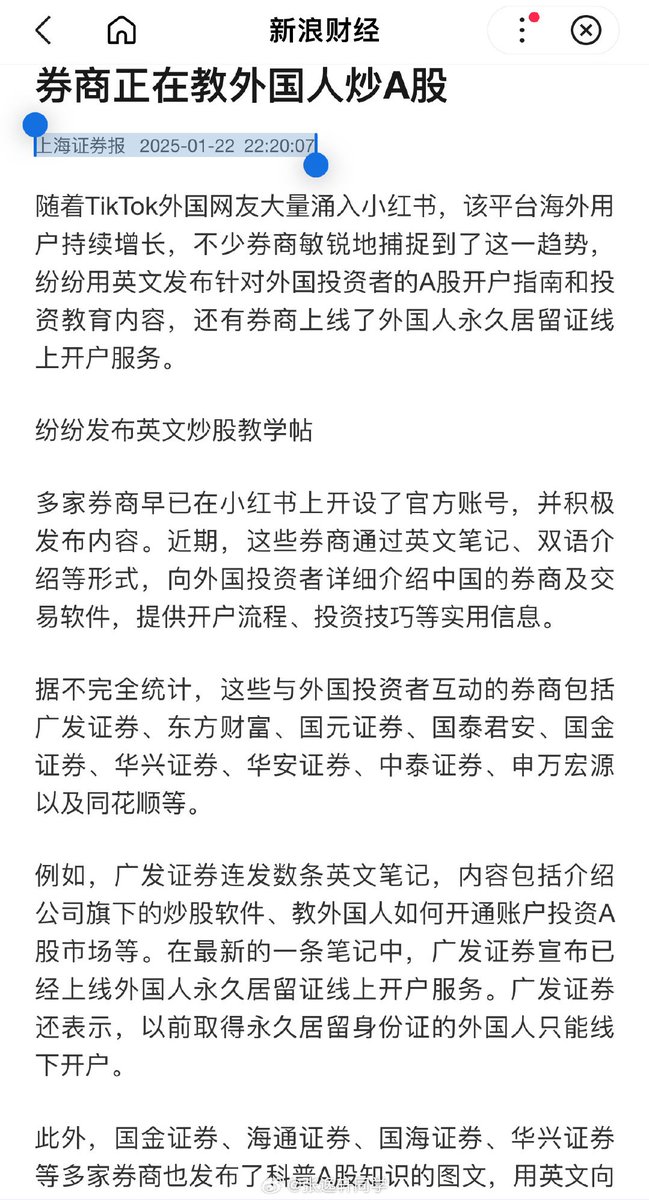 新浪财经
券商正在教外国人炒A股
上海证券报 2025-01-22 22:20:07
随着TikTok外国网友大量涌入小红书，该平台海外用
户持续增长，不少券商敏锐地捕捉到了这一趋势，
纷纷用英文发布针对外国投资者的A股开户指南和投
资教育内容，还有券商上线了外国人永久居留证线
上开户服务。
纷纷发布英文炒股教学帖
多家券商早已在小红书上开设了官方账号，并积极
发布内容。近期，这些券商通过英文笔记、双语介
绍等形式，向外国投资者详细介绍中国的券商及交
易软件，提供开户流程、投资技巧等实用信息。
据不完全统计，这些与外国投资者互动的券商包括
广发证券、东方财富、国元证券、国泰君安、国金
证券、华兴证券、华安证券、中泰证券、申万宏源
以及同花顺等。
例如，广发证券连发数条英文笔记，内容包括介绍
公司旗下的炒股软件、教外国人如何开通账户投资A
股市场等。在最新的一条笔记中，广发证券宣布已
经上线外国人永久居留证线上开户服务。广发证券
还表示，以前取得永久居留身份证的外国人只能线
下开户。
此外，国金证券、海通证券、国海证券、华兴证券
等多家券商也发布了科普A股知识的图文，用英文向